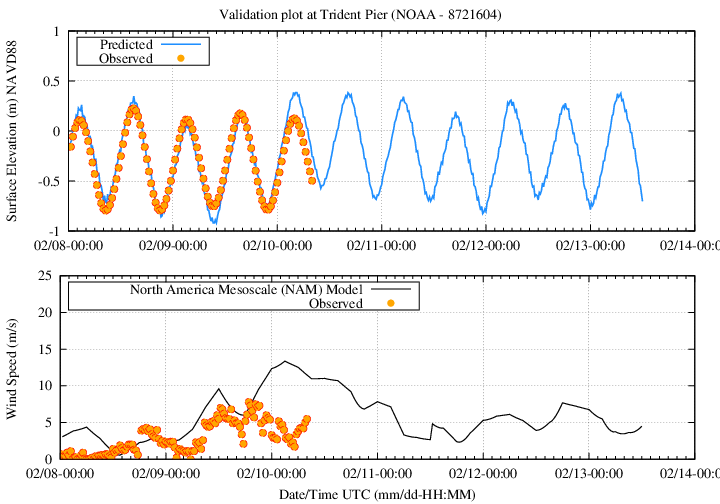 Validation plot at Trident Pier (NOAA - 8721604)
Surface Elevation (m) NAVD88
1
0.5
0
-0.5
-1
Predicted
Observed
02/08-00:00 02/09-00:00 02/10-00:00 02/11-00:00 02/12-00:00 02/13-00:00 02/14-00:00
Wind Speed (m/s)
25
20
15
10
5
0
North America Mesoscale (NAM) Model
Observed
02/08-00:00 02/09-00:00 02/10-00:00 02/11-00:00 02/12-00:00 02/13-00:00 02/14-00:00
Date/Time UTC (mm/dd-HH:MM)